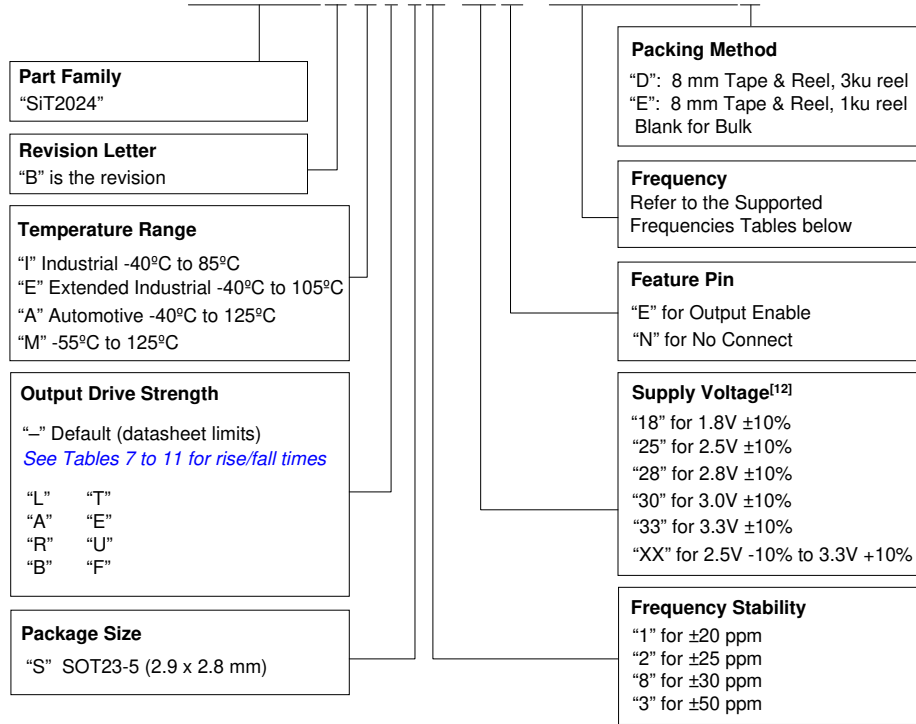 Part Family
“SiT2024”
Revision Letter
“B” is the revision
Temperature Range
“I” Industrial -40ºC to 85ºC
“E” Extended Industrial -40ºC to 105ºC
“A” Automotive -40ºC to 125ºC
“M” -55ºC to 125ºC
Output Drive Strength
“–” Default (datasheet limits)
See Tables 7 to 11 for rise/fall times
“L” “T”
“A” “E”
“R” “U”
“B” “F”
Package Size
“S” SOT23-5 (2.9 x 2.8 mm)
Packing Method
“D”: 8 mm Tape & Reel, 3ku reel
“E”: 8 mm Tape & Reel, 1ku reel
Blank for Bulk
Frequency
Refer to the Supported
Frequencies Tables below
Feature Pin
“E” for Output Enable
“N” for No Connect
Supply Voltage[12]
“18” for 1.8V ±10%
“25” for 2.5V ±10%
“28” for 2.8V ±10%
“30” for 3.0V ±10%
“33” for 3.3V ±10%
“XX” for 2.5V -10% to 3.3V +10%
Frequency Stability
“1” for ±20 ppm
“2” for ±25 ppm
“8” for ±30 ppm
“3” for ±50 ppm